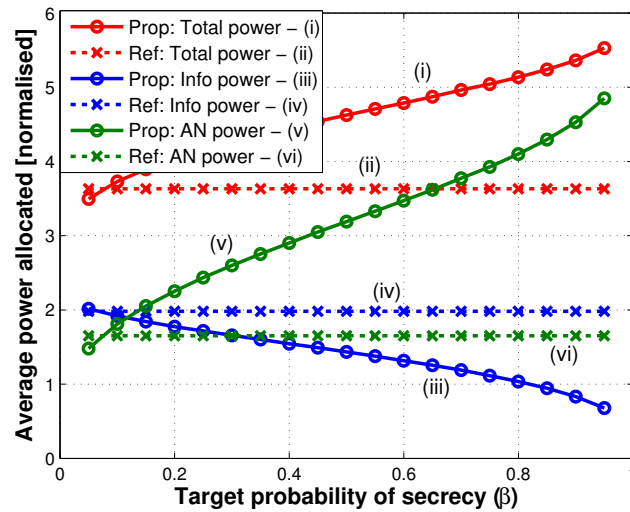 6
5
4
3
2
1
0
Average power allocated [normalised]
Prop: Total power – (i)
Ref: Total power – (ii)
Prop: Info power – (iii)
Ref: Info power – (iv)
Prop: AN power – (v)
Ref: AN power – (vi)
(i)
(ii)
(v)
(iv)
(vi)
(iii)
0
0.2
0.4
0.6
0.8
1
Target probability of secrecy (β)